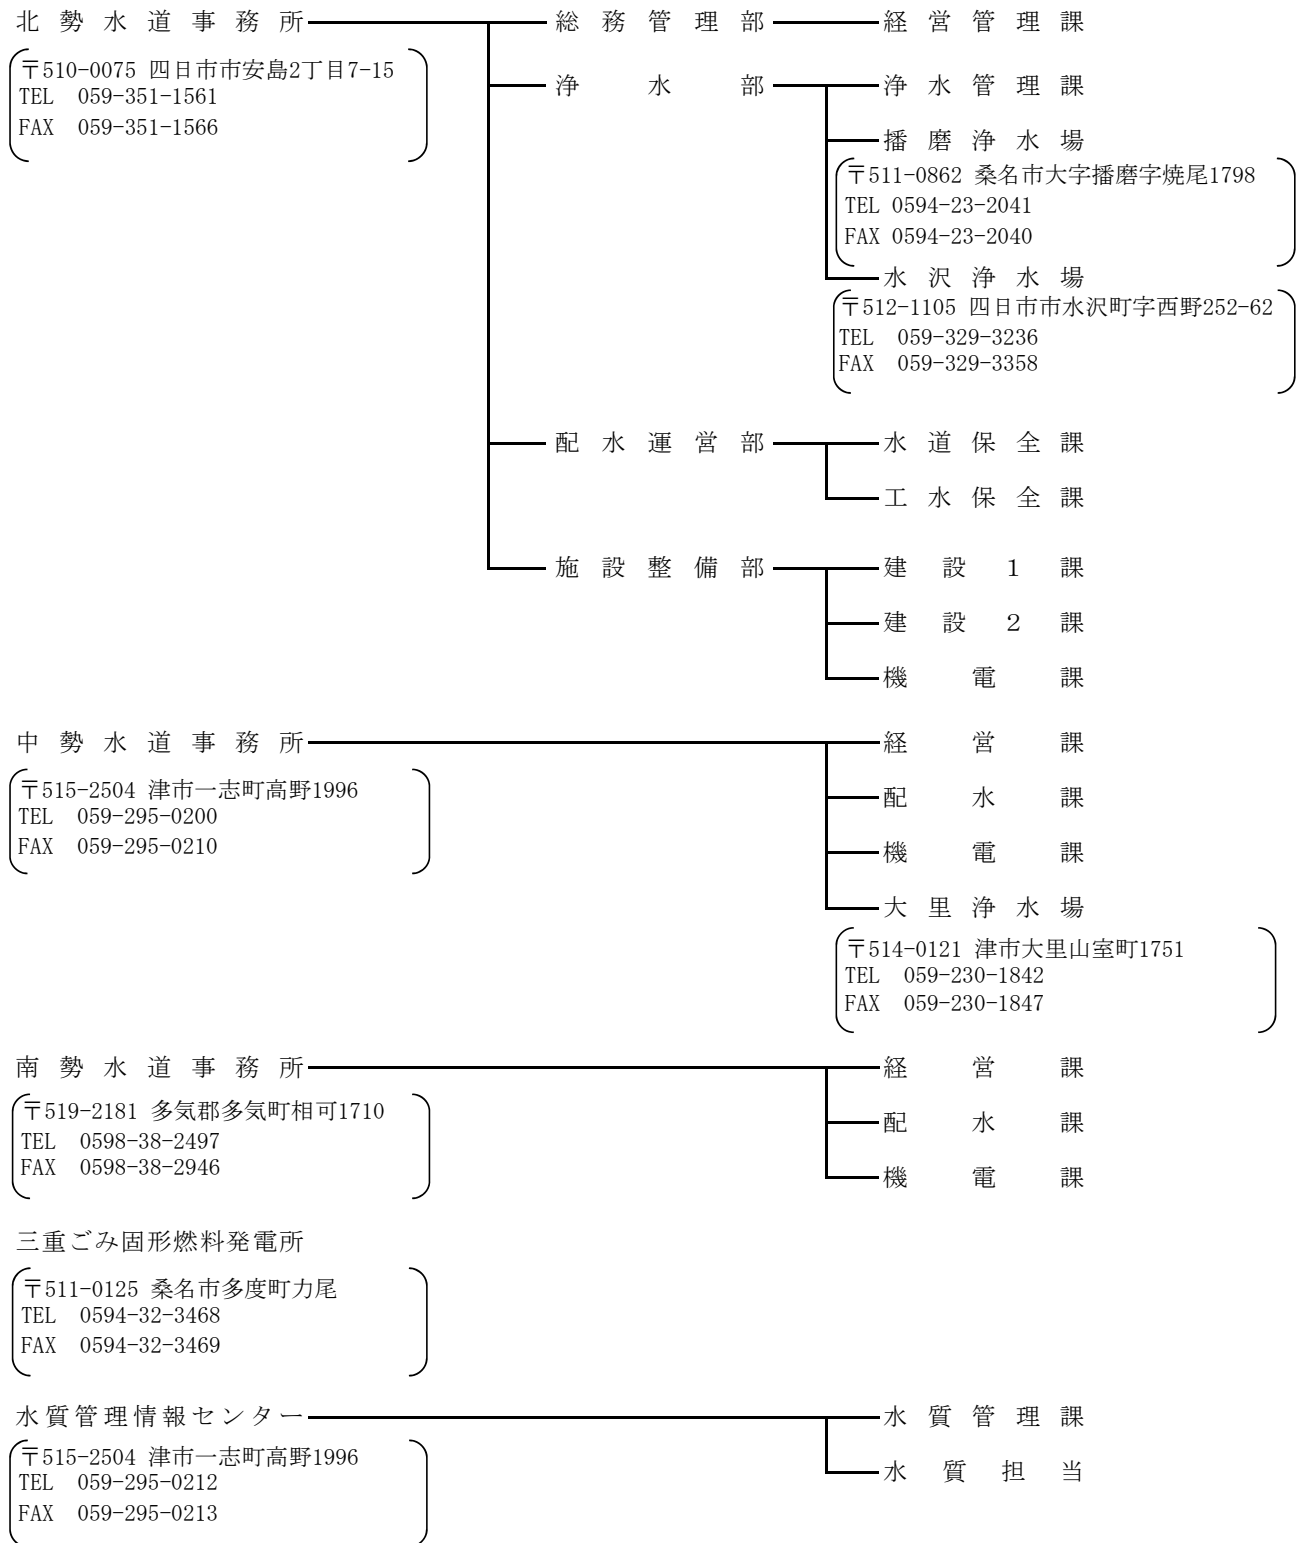 北勢水道事務所 総務管理部 経営管理課
〒510-0075 四日市市安島2丁目7-15
TEL 059-351-1561
FAX 059-351-1566
浄水部 浄水管理課
播磨浄水場
〒511-0862 桑名市大字播磨字焼尾1798
TEL 0594-23-2041
FAX 0594-23-2040
水沢浄水場
〒512-1105 四日市市水沢町字西野252-62
TEL 059-329-3236
FAX 059-329-3358
配水運営部 水道保全課
工水保全課
施設整備部 建設1課
建設2課
機電課
中勢水道事務所 経営課
〒515-2504 津市一志町高野1996
TEL 059-295-0200
FAX 059-295-0210
配水課
機電課
大里浄水場
〒514-0121 津市大里山室町1751
TEL 059-230-1842
FAX 059-230-1847
南勢水道事務所 経営課
〒519-2181 多気郡多気町相可1710
TEL 0598-38-2497
FAX 0598-38-2946
配水課
機電課
三重ごみ固形燃料発電所
〒511-0125 桑名市多度町力尾
TEL 0594-32-3468
FAX 0594-32-3469
水質管理情報センター 水質管理課
〒515-2504 津市一志町高野1996
TEL 059-295-0212
FAX 059-295-0213
水質担当